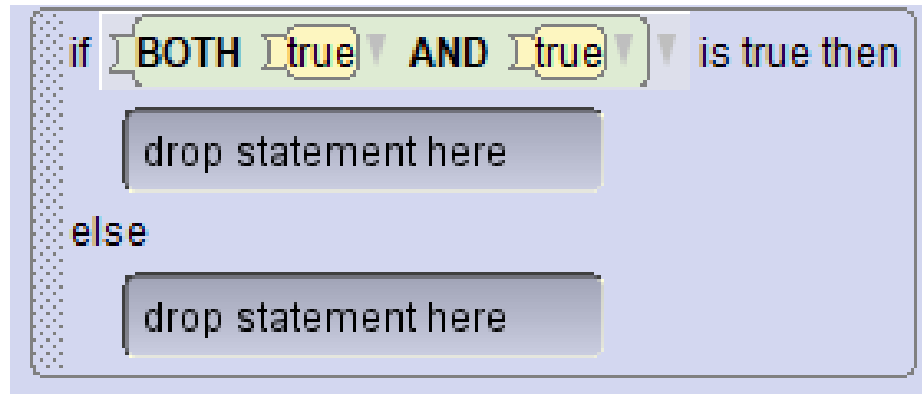 if BOTH true AND true is true then
drop statement here
else
drop statement here